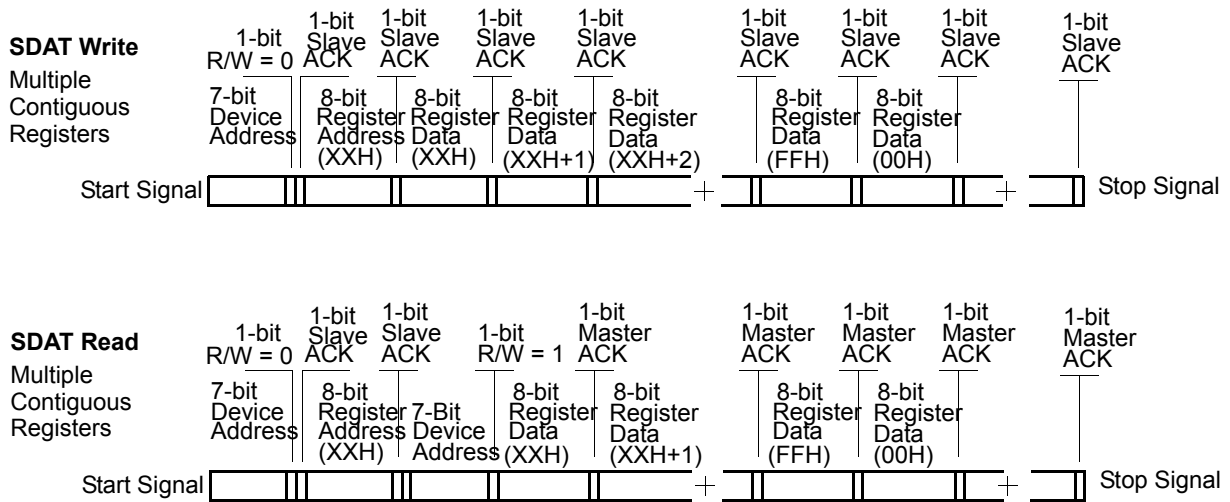 SDAT Write
Multiple
Contiguous
Registers
1-bit
R/W = 0
1-bit
Slave
ACK
1-bit
Slave
ACK
1-bit
Slave
ACK
1-bit
Slave
ACK
1-bit
Slave
ACK
1-bit
Slave
ACK
1-bit
Slave
ACK
1-bit
Slave
ACK
7-bit
Device
Address
8-bit
Register
Address
(XXH)
8-bit
Register
Data
(XXH)
8-bit
Register
Data
(XXH+1)
8-bit
Register
Data
(XXH+2)
8-bit
Register
Data
(FFH)
8-bit
Register
Data
(00H)
Start Signal
Stop Signal
SDAT Read
Multiple
Contiguous
Registers
1-bit
R/W = 0
1-bit
Slave
ACK
1-bit
Slave
ACK
1-bit
R/W = 1
1-bit
Master
ACK
1-bit
Master
ACK
1-bit
Master
ACK
1-bit
Master
ACK
1-bit
Master
ACK
7-bit
Device
Address
8-bit
Register
Address
(XXH)
7-Bit
Device
Address
8-bit
Register
Data
(XXH)
8-bit
Register
Data
(XXH+1)
8-bit
Register
Data
(FFH)
8-bit
Register
Data
(00H)
Start Signal
Stop Signal